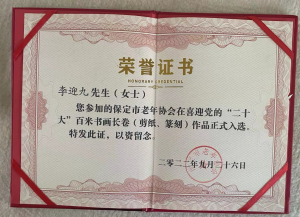 荣誉证书
HONORARY CREDENTIAL
李迎九先生（女士）
您参加的保定市老年协会在喜迎党的“二十
大”百米书画长卷（剪纸、篆刻）作品正式入选。
特发此证，以资留念。
二〇二二年九月二十六日